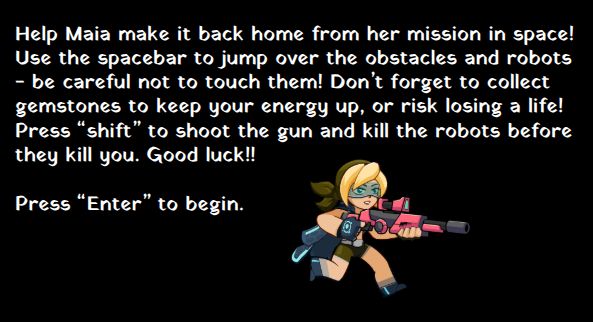 Help Maia make it back home from her mission in space!
Use the spacebar to jump over the obstacles and robots
- be careful not to touch them! Don't forget to collect
gemstones to keep your energy up, or risk losing a life!
Press “shift” to shoot the gun and kill the robots before
they kill you. Good luck!!
Press “Enter” to begin.